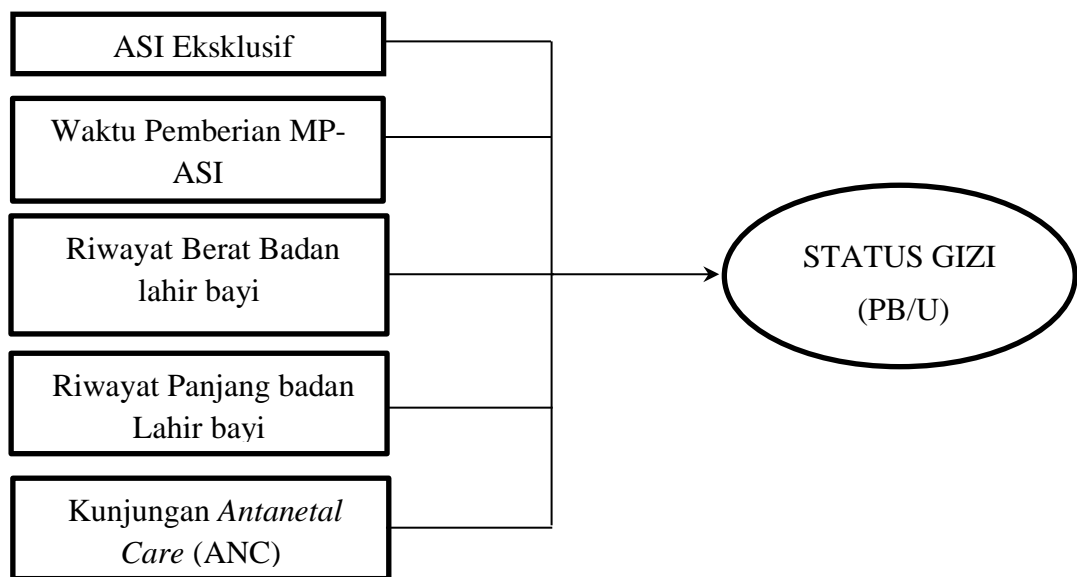 ASI Eksklusif
Waktu Pemberian MP-
ASI
Riwayat Berat Badan
lahir bayi
Riwayat Panjang badan
Lahir bayi
Kunjungan Antanetal
Care (ANC)
STATUS GIZI
(PB/U)